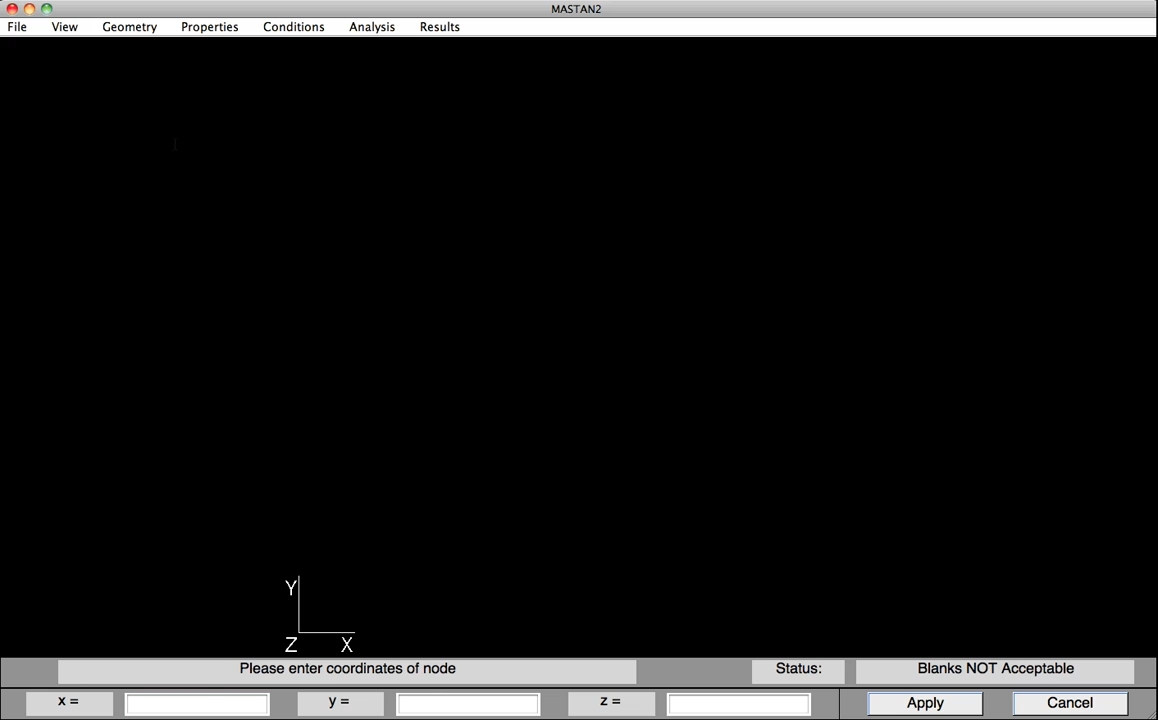 MASTAN2
File View Geometry Properties Conditions Analysis Results
Y
Z X
Please enter coordinates of node Status: Blanks NOT Acceptable
x = y = z = Apply Cancel